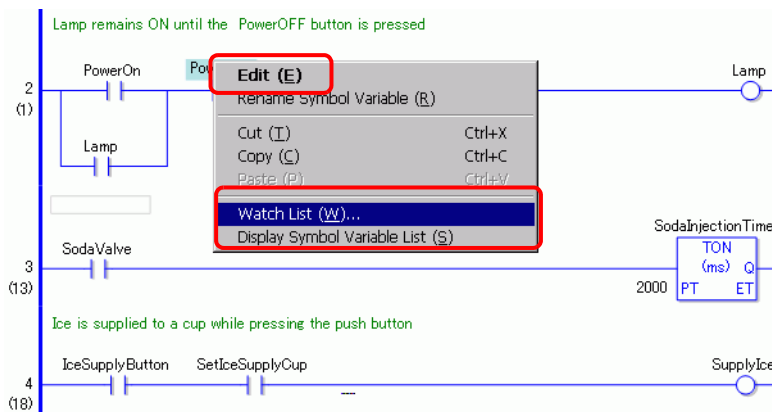 Lamp remains ON until the PowerOFF button is pressed
PowerOn
Lamp
2
(1)
Lamp
Edit (E)
Rename Symbol Variable (R)
Cut (T) Ctrl+X
Copy (C) Ctrl+C
Paste (P) Ctrl+V
Watch List (W)...
Display Symbol Variable List (S)
SodaValve
SodaInjectionTime
TON
(ms) Q
2000 PT ET
3
(13)
Ice is supplied to a cup while pressing the push button
IceSupplyButton SetIceSupplyCup SupplyIce
4
(18)